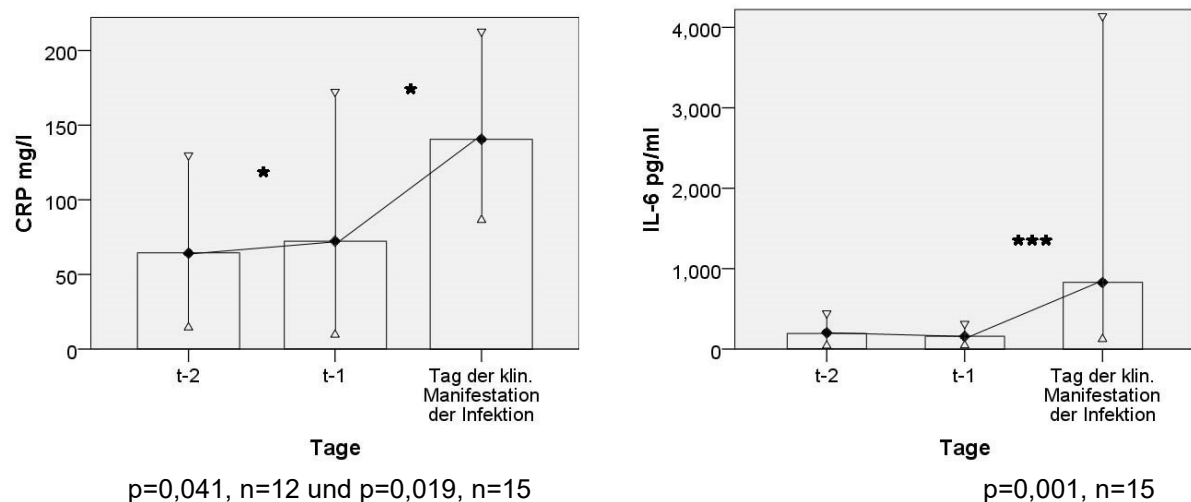 CRP mg/l
200
150
100
50
0
*
*
t-2
t-1
Tag der klin.
Manifestation
der Infektion
Tage
p=0,041, n=12 und p=0,019, n=15
IL-6 pg/ml
4,000
3,000
2,000
1,000
0
***
t-2
t-1
Tag der klin.
Manifestation
der Infektion
Tage
p=0,001, n=15